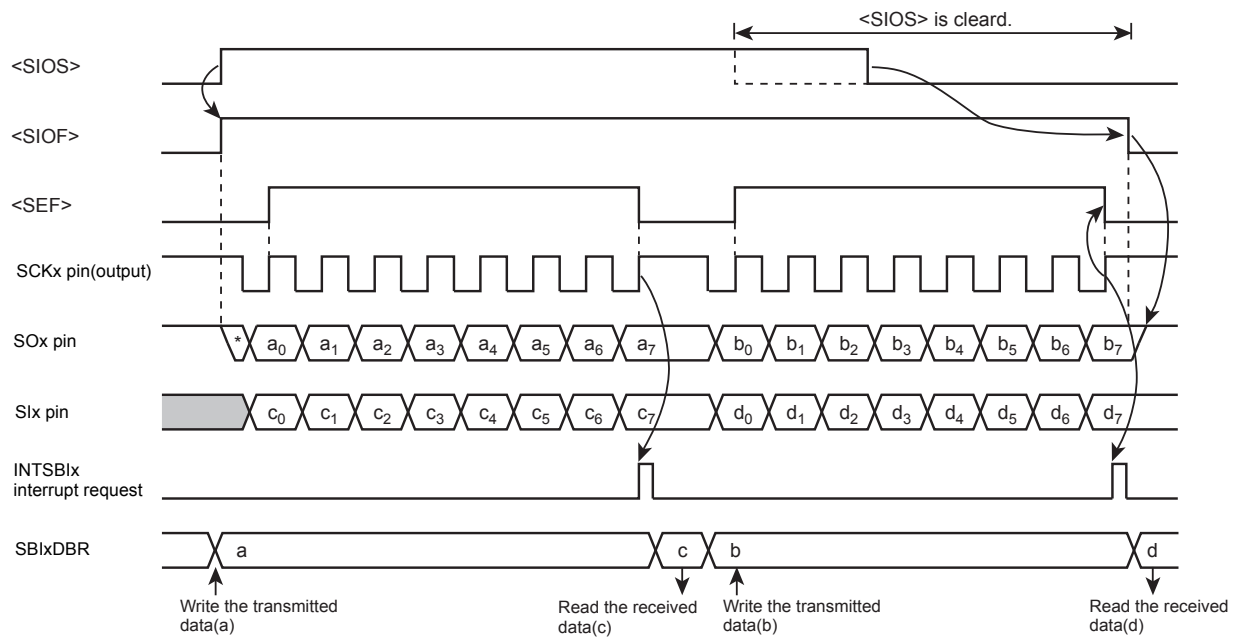 <SIOS> is cleard.
<SIOS>
<SIOF>
<SEF>
SCKx pin(output)
SOx pin
* a0 a1 a2 a3 a4 a5 a6 a7 b0 b1 b2 b3 b4 b5 b6 b7
SIx pin
c0 c1 c2 c3 c4 c5 c6 c7 d0 d1 d2 d3 d4 d5 d6 d7
INTSBIx
interrupt request
SBIxDBR
a c b d
Write the transmitted
data(a)
Read the received
data(c)
Write the transmitted
data(b)
Read the received
data(d)